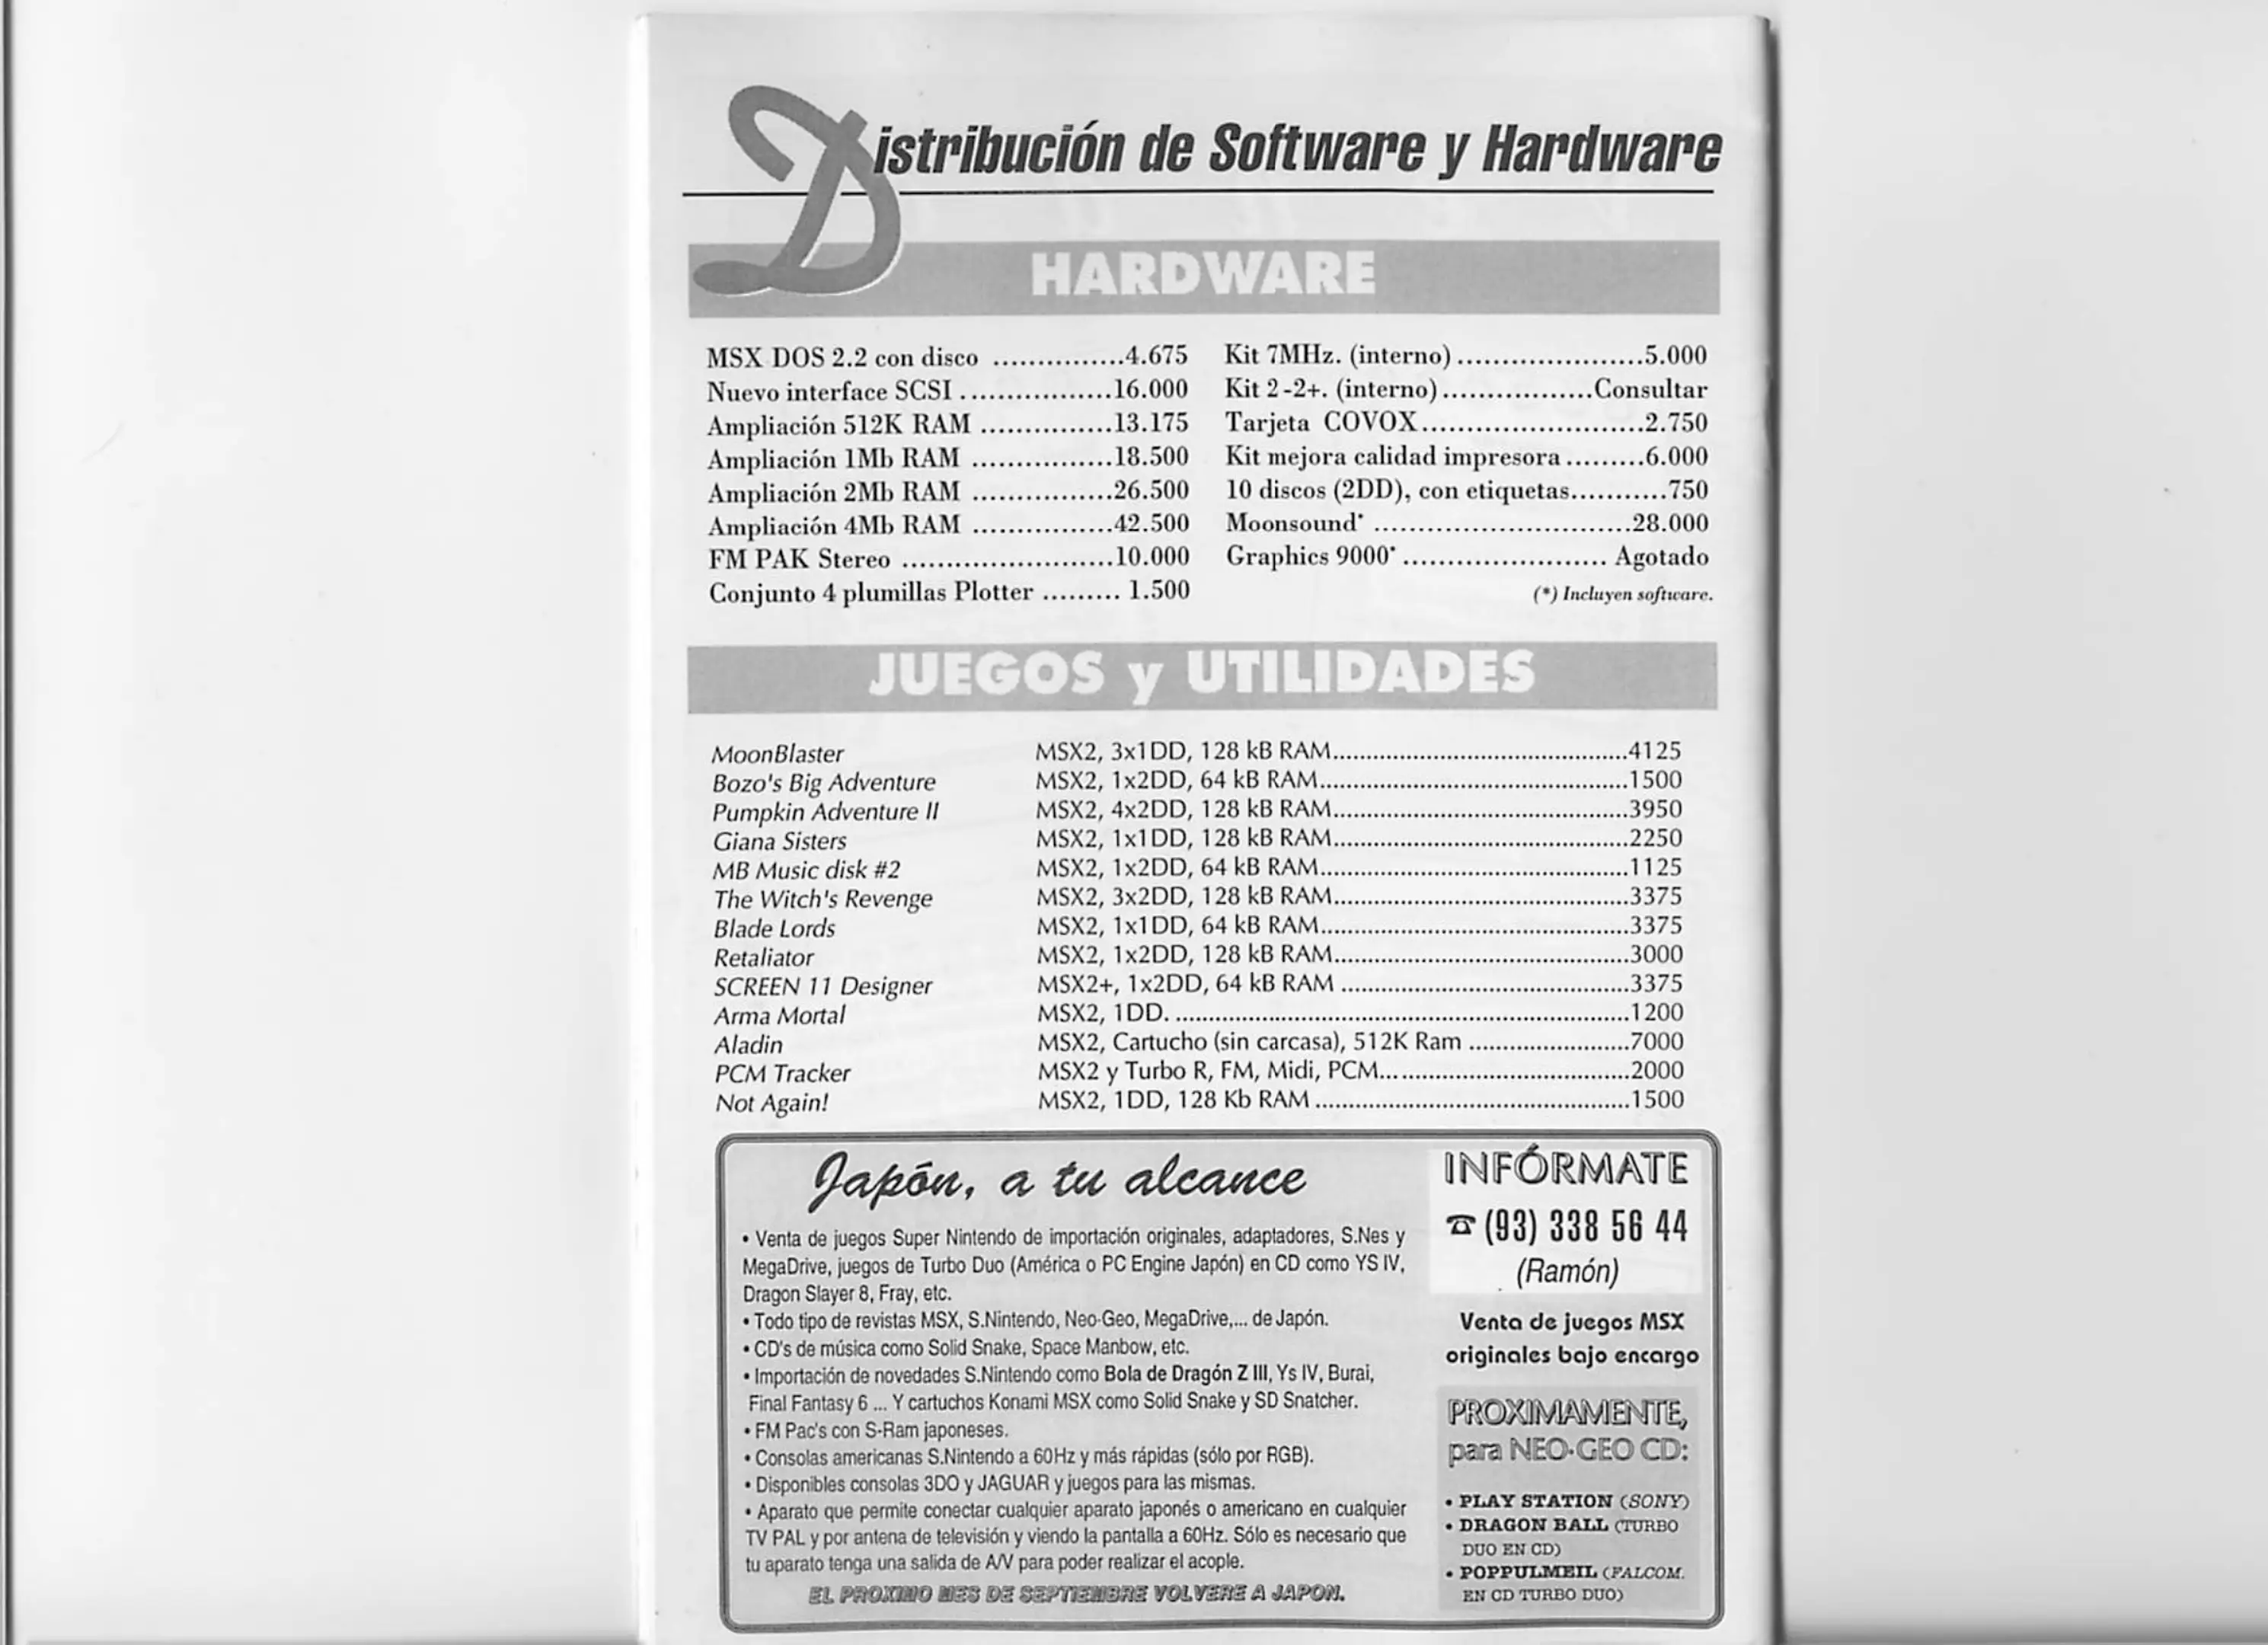 Distribución de Software y Hardware
HARDWARE
MSX DOS 2.2 con disco ...............4.675
Nuevo interface SCSI .................16.000
Ampliación 512K RAM ...............13.175
Ampliación 1Mb RAM ................18.500
Ampliación 2Mb RAM ................26.500
Ampliación 4Mb RAM ................42.500
FM PAK Stereo ........................10.000
Conjunto 4 plumillas Plotter ......... 1.500
Kit 7MHz. (interno).....................5.000
Kit 2-2+. (interno).................Consultar
Tarjeta COVOX.........................2.750
Kit mejora calidad impresora.........6.000
10 discos (2DD), con etiquetas...........750
Moonsound* .............................28.000
Graphics 9000*....................... Agotado
(*) Incluyen software.
JUEGOS y UTILIDADES
MoonBlaster MSX2, 3x1DD, 128 kB RAM............................................4125
Bozo's Big Adventure MSX2, 1x2DD, 64 kB RAM..............................................1500
Pumpkin Adventure II MSX2, 4x2DD, 128 kB RAM............................................3950
Giana Sisters MSX2, 1x1DD, 128 kB RAM............................................2250
MB Music disk #2 MSX2, 1x2DD, 64 kB RAM..............................................1125
The Witch's Revenge MSX2, 3x2DD, 128 kB RAM............................................3375
Blade Lords MSX2, 1x1DD, 64 kB RAM..............................................3375
Retaliator MSX2, 1x2DD, 128 kB RAM............................................3000
SCREEN 11 Designer MSX2+, 1x2DD, 64 kB RAM ...........................................3375
Arma Mortal MSX2, 1DD. ....................................................................1200
Aladin MSX2, Cartucho (sin carcasa), 512K Ram ........................7000
PCM Tracker MSX2 y Turbo R, FM, Midi, PCM......................................2000
Not Again! MSX2, 1DD, 128 Kb RAM ...............................................1500
Japón, a tu alcance
• Venta de juegos Super Nintendo de importación originales, adaptadores, S.Nes y
MegaDrive, juegos de Turbo Duo (América o PC Engine Japón) en CD como YS IV,
Dragon Slayer 8, Fray, etc.
• Todo tipo de revistas MSX, S.Nintendo, Neo-Geo, MegaDrive,... de Japón.
• CD's de música como Solid Snake, Space Manbow, etc.
• Importación de novedades S.Nintendo como Bola de Dragón Z III, Ys IV, Burai,
Final Fantasy 6 ... Y cartuchos Konami MSX como Solid Snake y SD Snatcher.
• FM Pac's con S-Ram japoneses.
• Consolas americanas S.Nintendo a 60Hz y más rápidas (sólo por RGB).
• Disponibles consolas 3DO y JAGUAR y juegos para las mismas.
• Aparato que permite conectar cualquier aparato japonés o americano en cualquier
TV PAL y por antena de televisión y viendo la pantalla a 60Hz. Sólo es necesario que
tu aparato tenga una salida de A/V para poder realizar el acople.
EL PROXIMO MES DE SEPTIEMBRE VOLVERE A JAPON.
INFÓRMATE
☎ (93) 338 56 44
(Ramón)
Venta de juegos MSX
originales bajo encargo
PROXIMAMENTE,
para NEO-GEO CD:
• PLAY STATION (SONY)
• DRAGON BALL (TURBO
DUO EN CD)
• POPPULMEIL (FALCOM.
EN CD TURBO DUO)